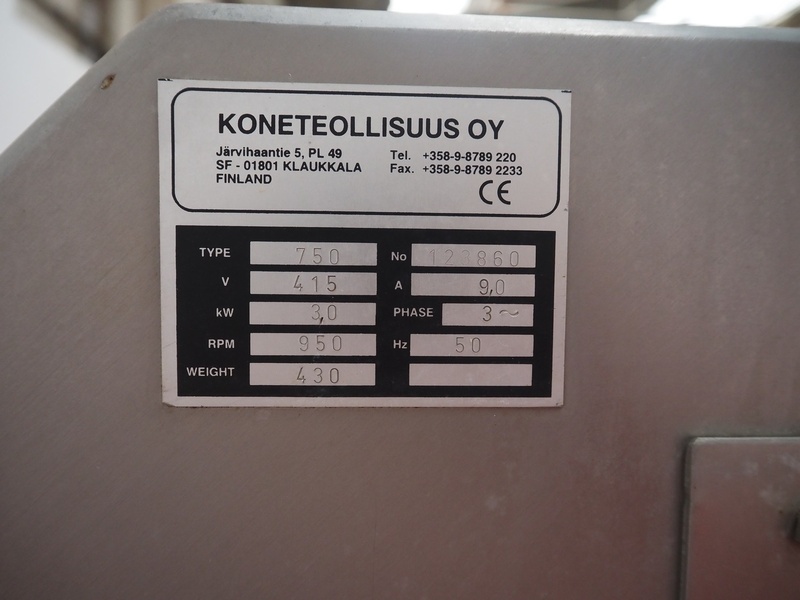 KONETEOLLISUUS OY
Järvihaantie 5, PL 49
SF - 01801 KLAUKKALA
FINLAND
Tel. +358-9-8789 220
Fax. +358-9-8789 2233
CE
TYPE 750 No
V 415 A 9,0
kW 3,0 PHASE 3~
RPM 950 Hz 50
WEIGHT 430